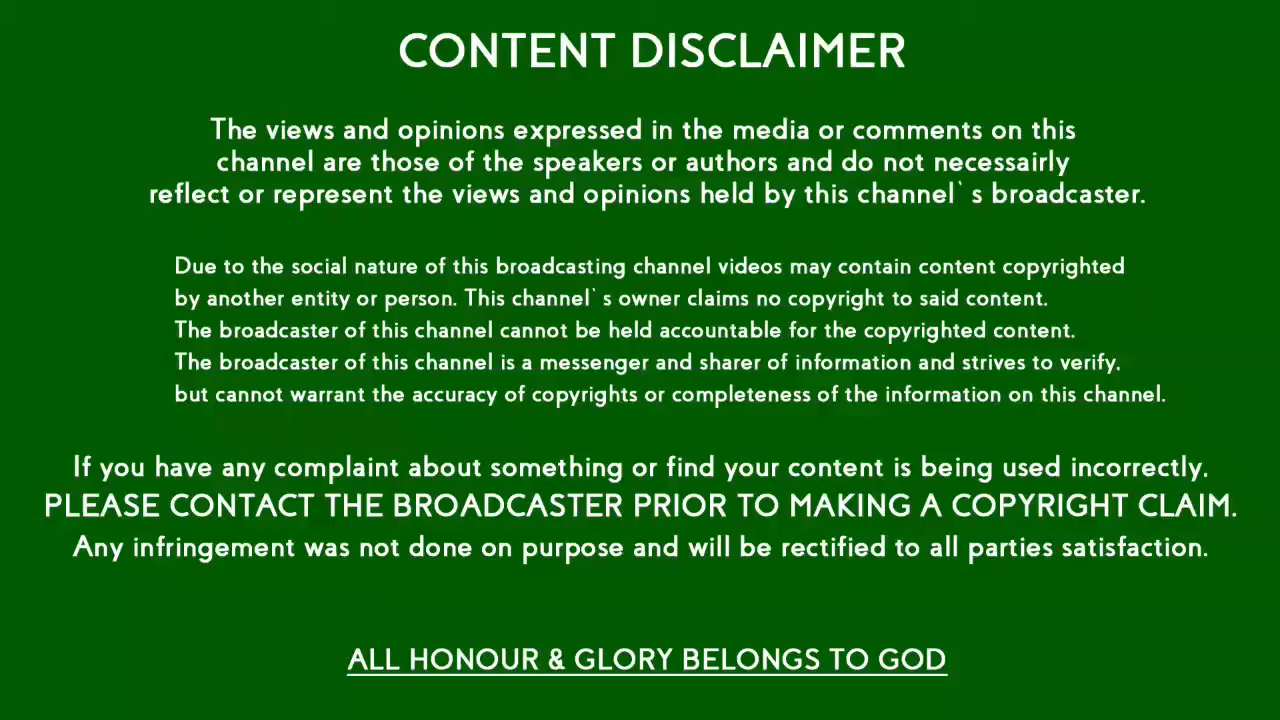 CONTENT DISCLAIMER
The views and opinions expressed in the media or comments on this
channel are those of the speakers or authors and do not necessairly
reflect or represent the views and opinions held by this channel`s broadcaster.
Due to the social nature of this broadcasting channel videos may contain content copyrighted
by another entity or person. This channel`s owner claims no copyright to said content.
The broadcaster of this channel cannot be held accountable for the copyrighted content.
The broadcaster of this channel is a messenger and sharer of information and strives to verify,
but cannot warrant the accuracy of copyrights or completeness of the information on this channel.
If you have any complaint about something or find your content is being used incorrectly.
PLEASE CONTACT THE BROADCASTER PRIOR TO MAKING A COPYRIGHT CLAIM.
Any infringement was not done on purpose and will be rectified to all parties satisfaction.
ALL HONOUR & GLORY BELONGS TO GOD